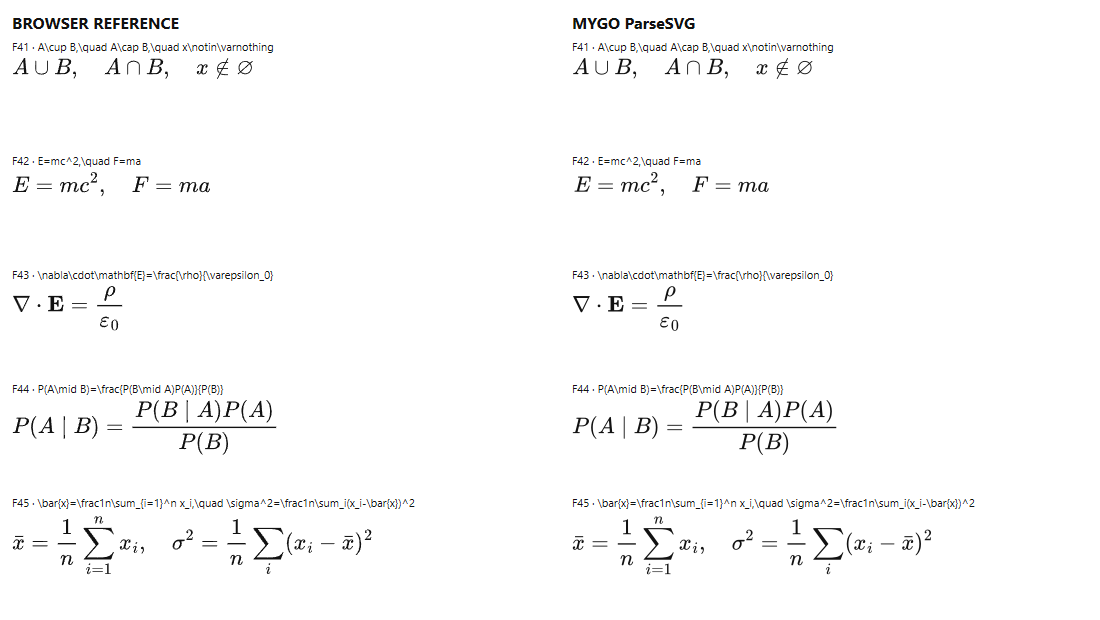 BROWSER REFERENCE
F41 · A\cup B,\quad A\cap B,\quad x\notin\varnothing
A ∪ B, A ∩ B, x ∉ ∅
F42 · E=mc^2,\quad F=ma
E = mc², F = ma
F43 · \nabla\cdot\mathbf{E}=\frac{\rho}{\varepsilon_0}
∇ · E = ρ/ε₀
F44 · P(A\mid B)=\frac{P(B\mid A)P(A)}{P(B)}
P(A | B) = P(B | A)P(A)/P(B)
F45 · \bar{x}=\frac1n\sum_{i=1}^n x_i,\quad \sigma^2=\frac1n\sum_i(x_i-\bar{x})^2
x̄ = 1/n ∑_{i=1}^n xᵢ, σ² = 1/n ∑_i (xᵢ − x̄)²
MYGO ParseSVG
F41 · A\cup B,\quad A\cap B,\quad x\notin\varnothing
A ∪ B, A ∩ B, x ∉ ∅
F42 · E=mc^2,\quad F=ma
E = mc², F = ma
F43 · \nabla\cdot\mathbf{E}=\frac{\rho}{\varepsilon_0}
∇ · E = ρ/ε₀
F44 · P(A\mid B)=\frac{P(B\mid A)P(A)}{P(B)}
P(A | B) = P(B | A)P(A)/P(B)
F45 · \bar{x}=\frac1n\sum_{i=1}^n x_i,\quad \sigma^2=\frac1n\sum_i(x_i-\bar{x})^2
x̄ = 1/n ∑_{i=1}^n xᵢ, σ² = 1/n ∑_i (xᵢ − x̄)²